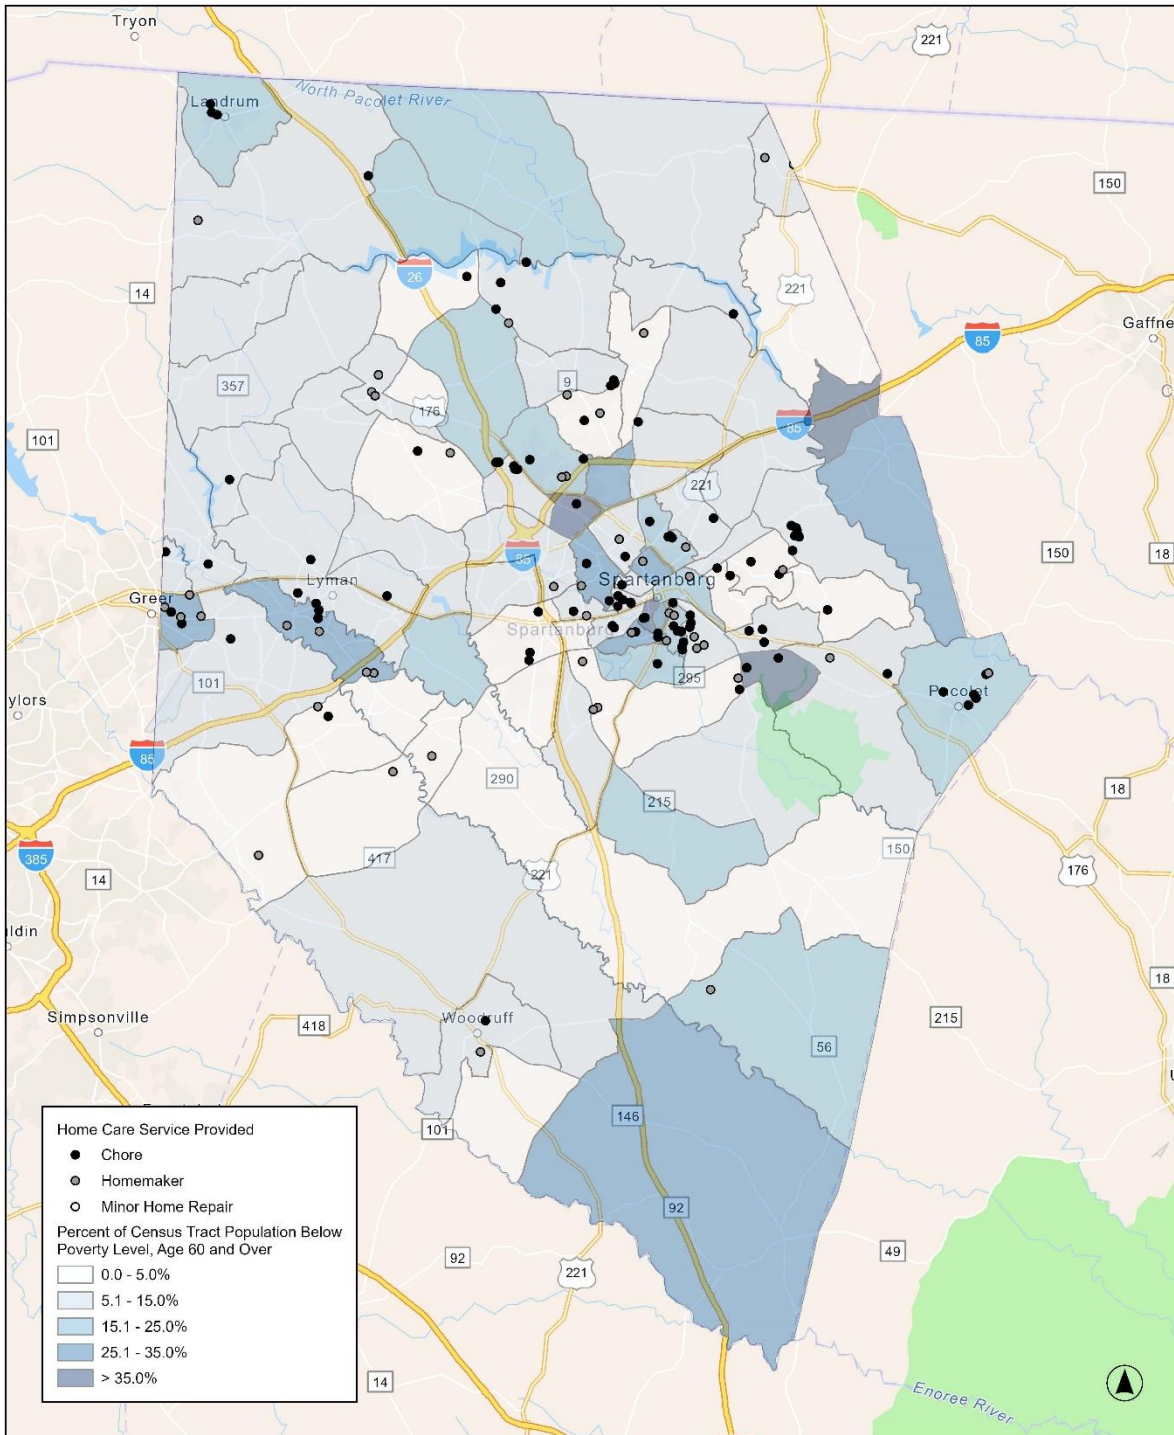 Tryon
221
North Pacolet River
Landrum
150
14
26
221
85
Gaffne
357
9
176
85
101
221
18
85
150
Lyman
Spartanburg
Greer
Spartanburg
101
295
Pacolet
ylors
85
290
18
215
385
417
150
14
221
176
uldin
18
Simpsonville
418
Woodruff
215
56
146
101
92
49
92
221
14
Enoree River
Home Care Service Provided
Chore
Homemaker
Minor Home Repair
Percent of Census Tract Population Below
Poverty Level, Age 60 and Over
0.0 - 5.0%
5.1 - 15.0%
15.1 - 25.0%
25.1 - 35.0%
> 35.0%